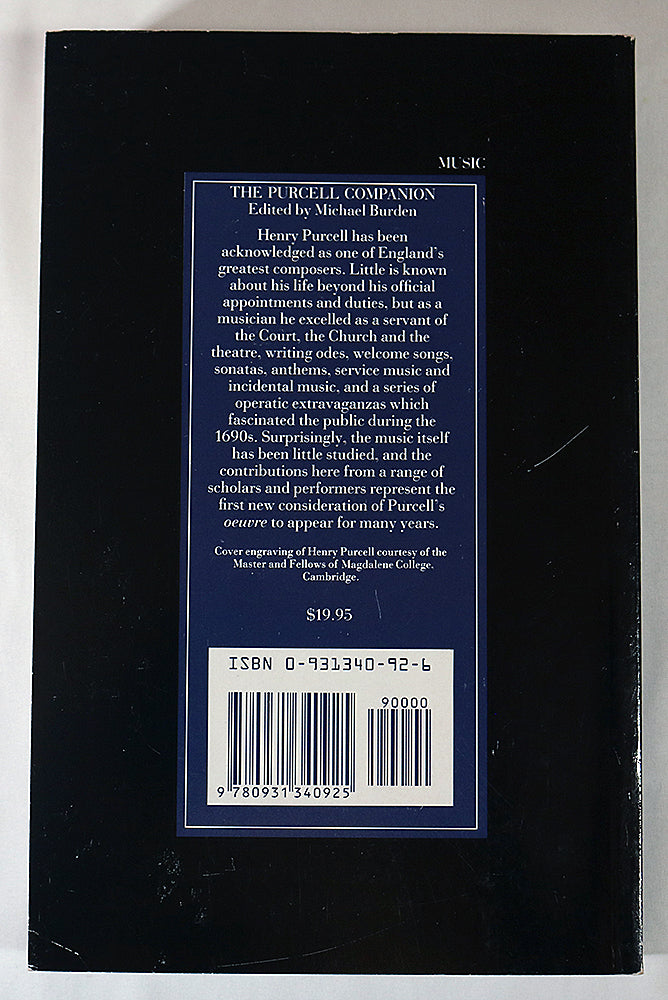 MUSIC
THE PURCELL COMPANION
Edited by Michael Burden
Henry Purcell has been
acknowledged as one of England's
greatest composers. Little is known
about his life beyond his official
appointments and duties, but as a
musician he excelled as a servant of
the Court, the Church and the
theatre, writing odes, welcome songs,
sonatas, anthems, service music and
incidental music, and a series of
operatic extravaganzas which
fascinated the public during the
1690s. Surprisingly, the music itself
has been little studied, and the
contributions here from a range of
scholars and performers represent the
first new consideration of Purcell's
oeuvre to appear for many years.
Cover engraving of Henry Purcell courtesy of the
Master and Fellows of Magdalene College,
Cambridge.
$19.95
ISBN 0-931340-92-6
90000
9 780931 340925